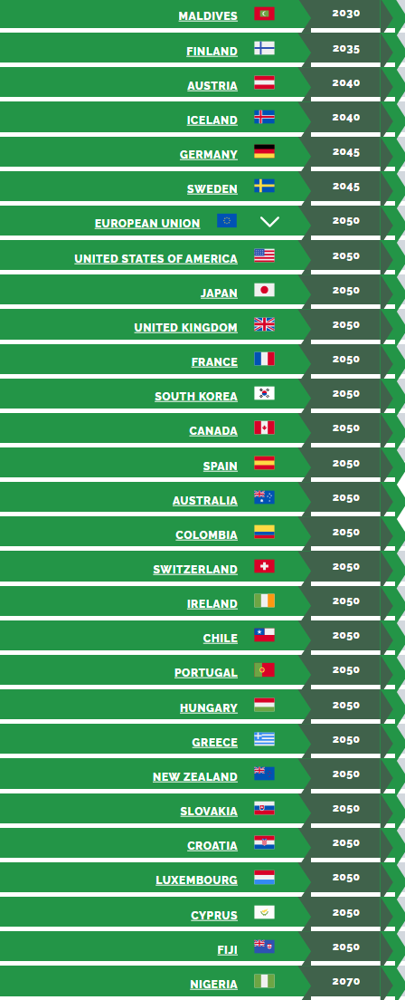 MALDIVES 2030
FINLAND 2035
AUSTRIA 2040
ICELAND 2040
GERMANY 2045
SWEDEN 2045
EUROPEAN UNION 2050
UNITED STATES OF AMERICA 2050
JAPAN 2050
UNITED KINGDOM 2050
FRANCE 2050
SOUTH KOREA 2050
CANADA 2050
SPAIN 2050
AUSTRALIA 2050
COLOMBIA 2050
SWITZERLAND 2050
IRELAND 2050
CHILE 2050
PORTUGAL 2050
HUNGARY 2050
GREECE 2050
NEW ZEALAND 2050
SLOVAKIA 2050
CROATIA 2050
LUXEMBOURG 2050
CYPRUS 2050
FIJI 2050
NIGERIA 2070